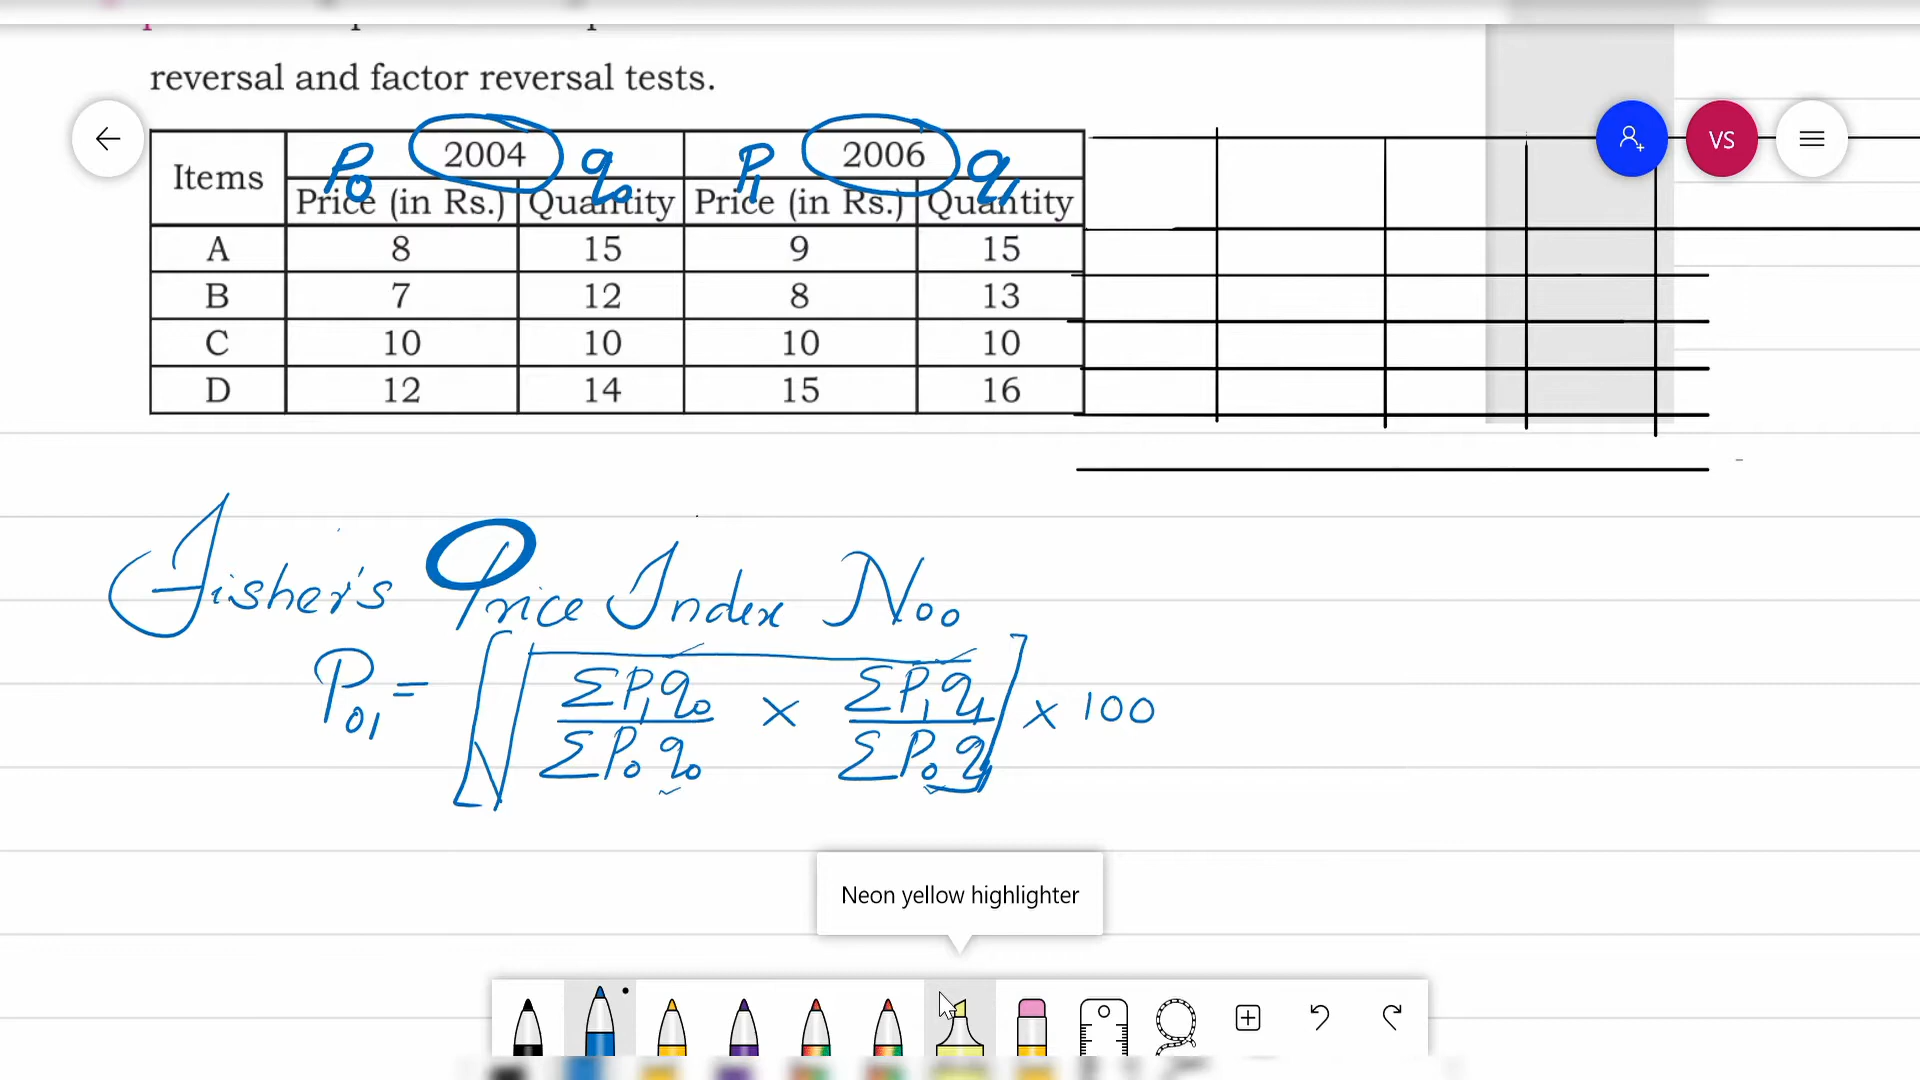 reversal and factor reversal tests.
Items P0 2004 q0 P1 2006 q1
Price (in Rs.) Quantity Price (in Rs.) Quantity
A 8 15 9 15
B 7 12 8 13
C 10 10 10 10
D 12 14 15 16
VS
Fisher's Price Index No.
P01 = [√ΣP1q0/ΣP0q0 × ΣP1q1/ΣP0q1] × 100
Neon yellow highlighter